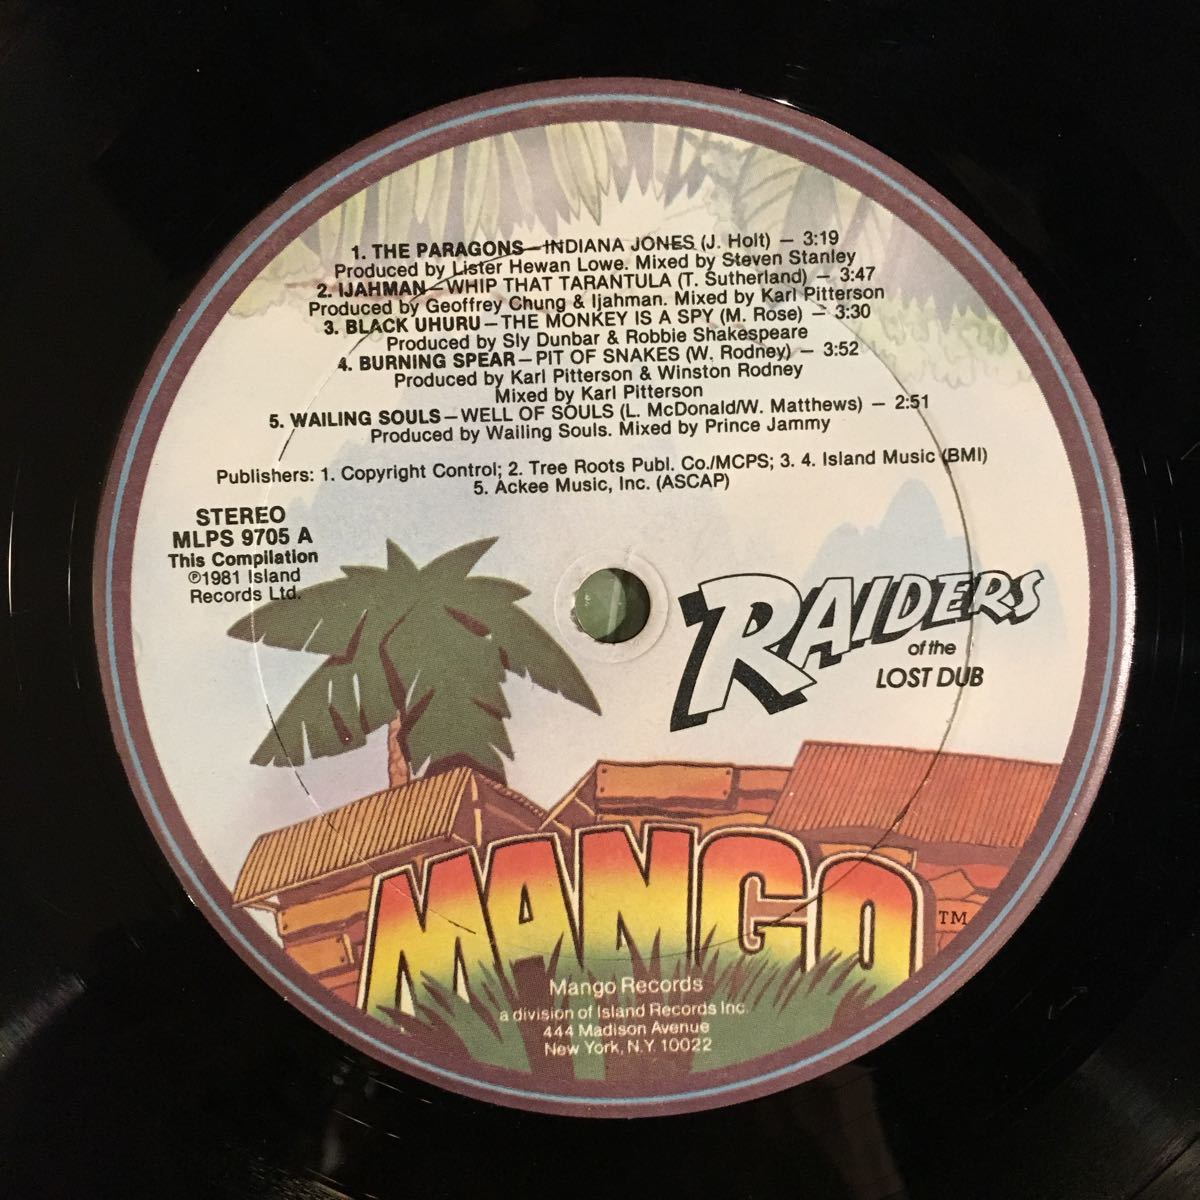 1. THE PARAGONS—INDIANA JONES (J. Holt) — 3:19
Produced by Lister Hewan Lowe. Mixed by Steven Stanley
2. IJAHMAN—WHIP THAT TARANTULA (T. Sutherland) — 3:47
Produced by Geoffrey Chung & Ijahman. Mixed by Karl Pitterson
3. BLACK UHURU—THE MONKEY IS A SPY (M. Rose) — 3:30
Produced by Sly Dunbar & Robbie Shakespeare
4. BURNING SPEAR—PIT OF SNAKES (W. Rodney) — 3:52
Produced by Karl Pitterson & Winston Rodney
Mixed by Karl Pitterson
5. WAILING SOULS—WELL OF SOULS (L. McDonald/W. Matthews) — 2:51
Produced by Wailing Souls. Mixed by Prince Jammy
Publishers: 1. Copyright Control; 2. Tree Roots Publ. Co./MCPS; 3. 4. Island Music (BMI)
5. Ackee Music, Inc. (ASCAP)
STEREO
MLPS 9705 A
This Compilation
℗1981 Island
Records Ltd.
RAIDERS
of the
LOST DUB
MANGO TM
Mango Records
a division of Island Records Inc.
444 Madison Avenue
New York, N.Y. 10022